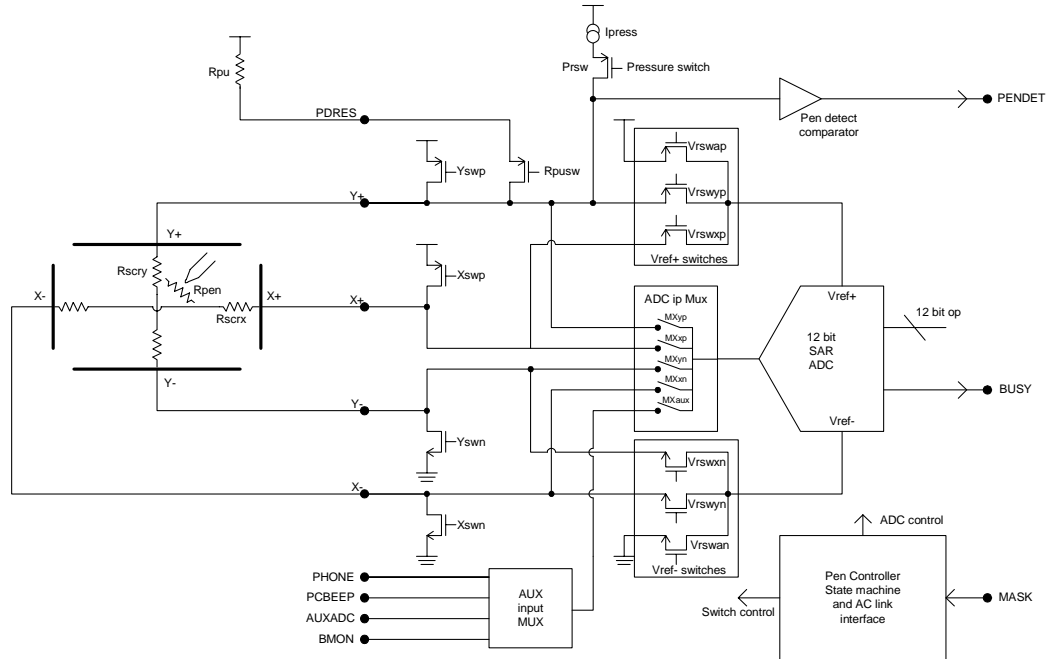 Ipress
Prsw
Pressure switch
Rpu
PDRES
PENDET
Pen detect
comparator
Yswp
Rpusw
Vrswap
Vrswyp
Vrswxp
Vref+ switches
Y+
Y+
Rscry
Rpen
X-
X+
Rscrx
X+
Xswp
ADC ip Mux
MXyp
MXxp
MXyn
MXxn
MXaux
Vref+
12 bit
SAR
ADC
Vref-
12 bit op
BUSY
Y-
Y-
Yswn
X-
Xswn
Vrswxn
Vrswyn
Vrswan
Vref- switches
ADC control
Pen Controller
State machine
and AC link
interface
MASK
Switch control
PHONE
PCBEEP
AUXADC
BMON
AUX
input
MUX